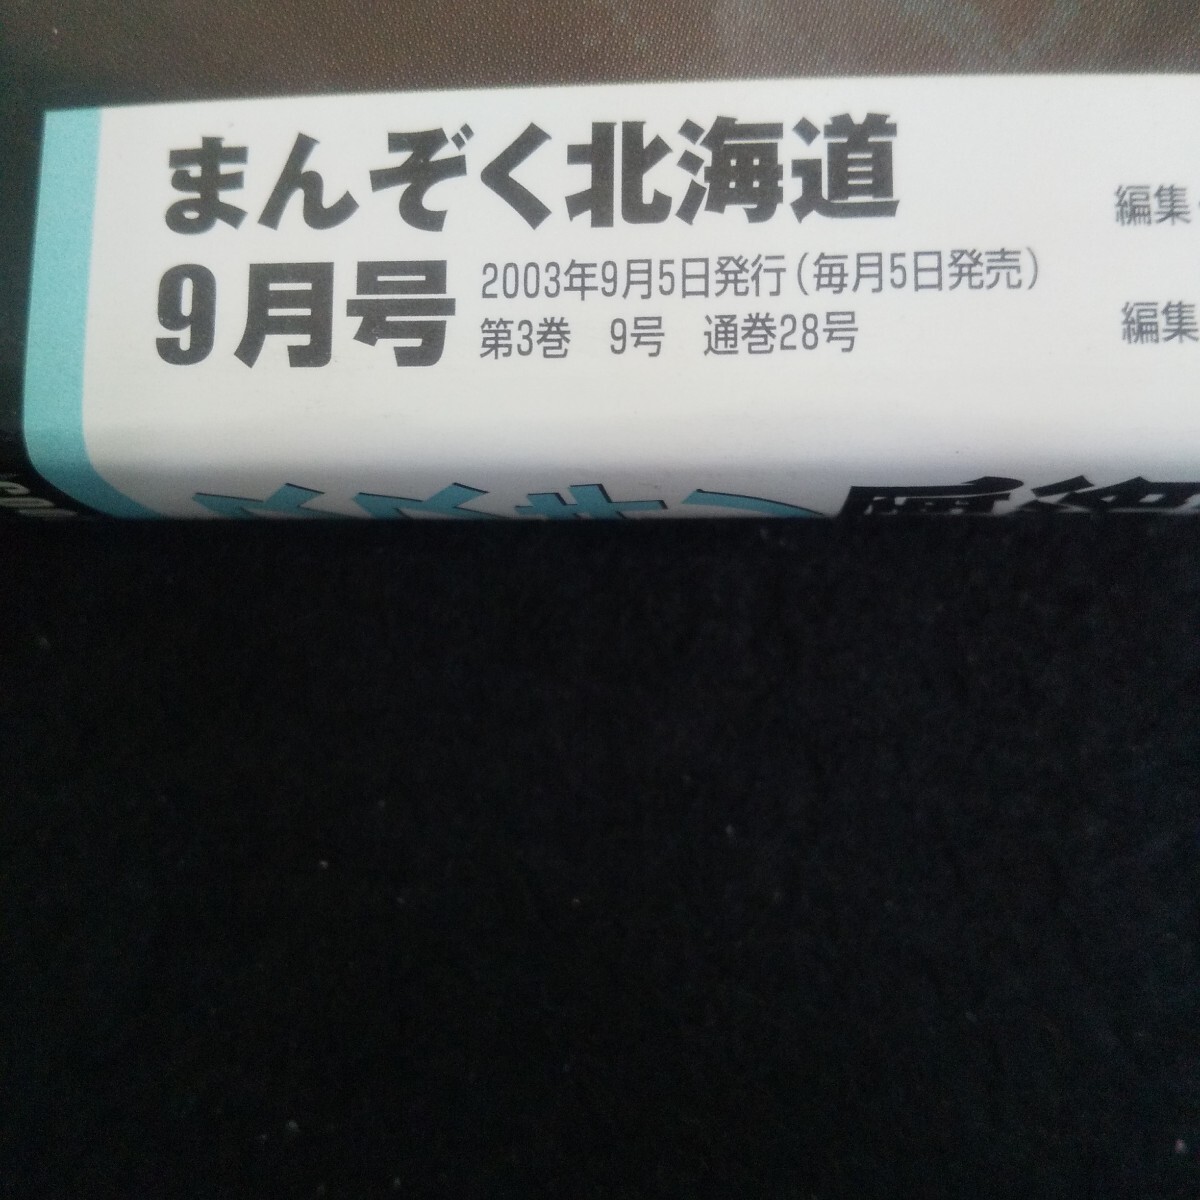 まんぞく北海道
9月号
2003年9月5日発行(毎月5日発売)
第3巻 9号 通巻28号
編集
編集